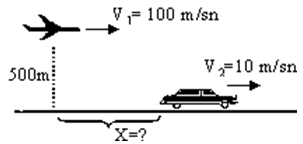 V₁= 100 m/sn
500m
V₂=10 m/sn
X=?